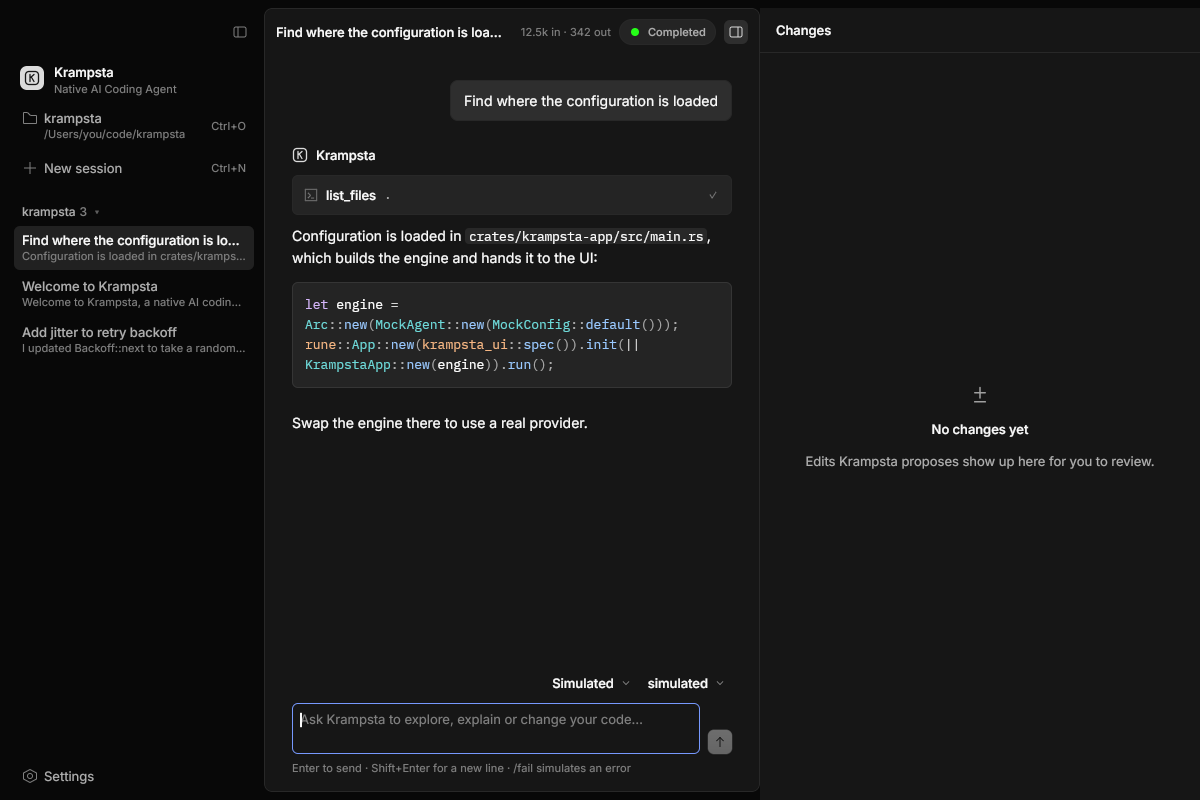 Krampsta
Native AI Coding Agent
krampsta
/Users/you/code/krampsta
Ctrl+O
New session
Ctrl+N
krampsta 3
Find where the configuration is lo...
Configuration is loaded in crates/kramps...
Welcome to Krampsta
Welcome to Krampsta, a native AI codin...
Add jitter to retry backoff
I updated Backoff::next to take a random...
Settings
Find where the configuration is loa...
12.5k in · 342 out
Completed
Find where the configuration is loaded
K Krampsta
list_files .
Configuration is loaded in crates/krampsta-app/src/main.rs,
which builds the engine and hands it to the UI:
let engine =
Arc::new(MockAgent::new(MockConfig::default()));
rune::App::new(krampsta_ui::spec()).init(||
KrampstaApp::new(engine)).run();
Swap the engine there to use a real provider.
Simulated
simulated
Ask Krampsta to explore, explain or change your code...
Enter to send · Shift+Enter for a new line · /fail simulates an error
Changes
No changes yet
Edits Krampsta proposes show up here for you to review.